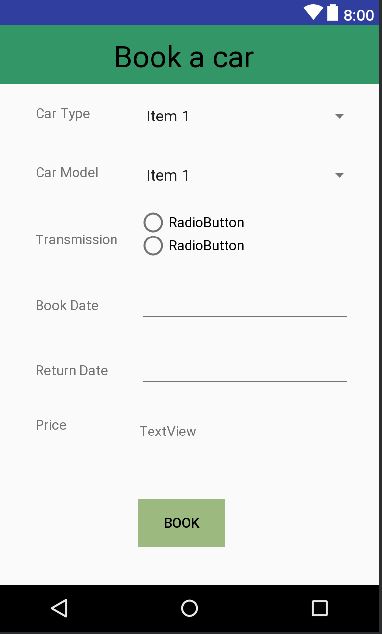 8:00
Book a car
Car Type Item 1
Car Model Item 1
RadioButton
Transmission
RadioButton
Book Date
Return Date
Price
TextView
BOOK